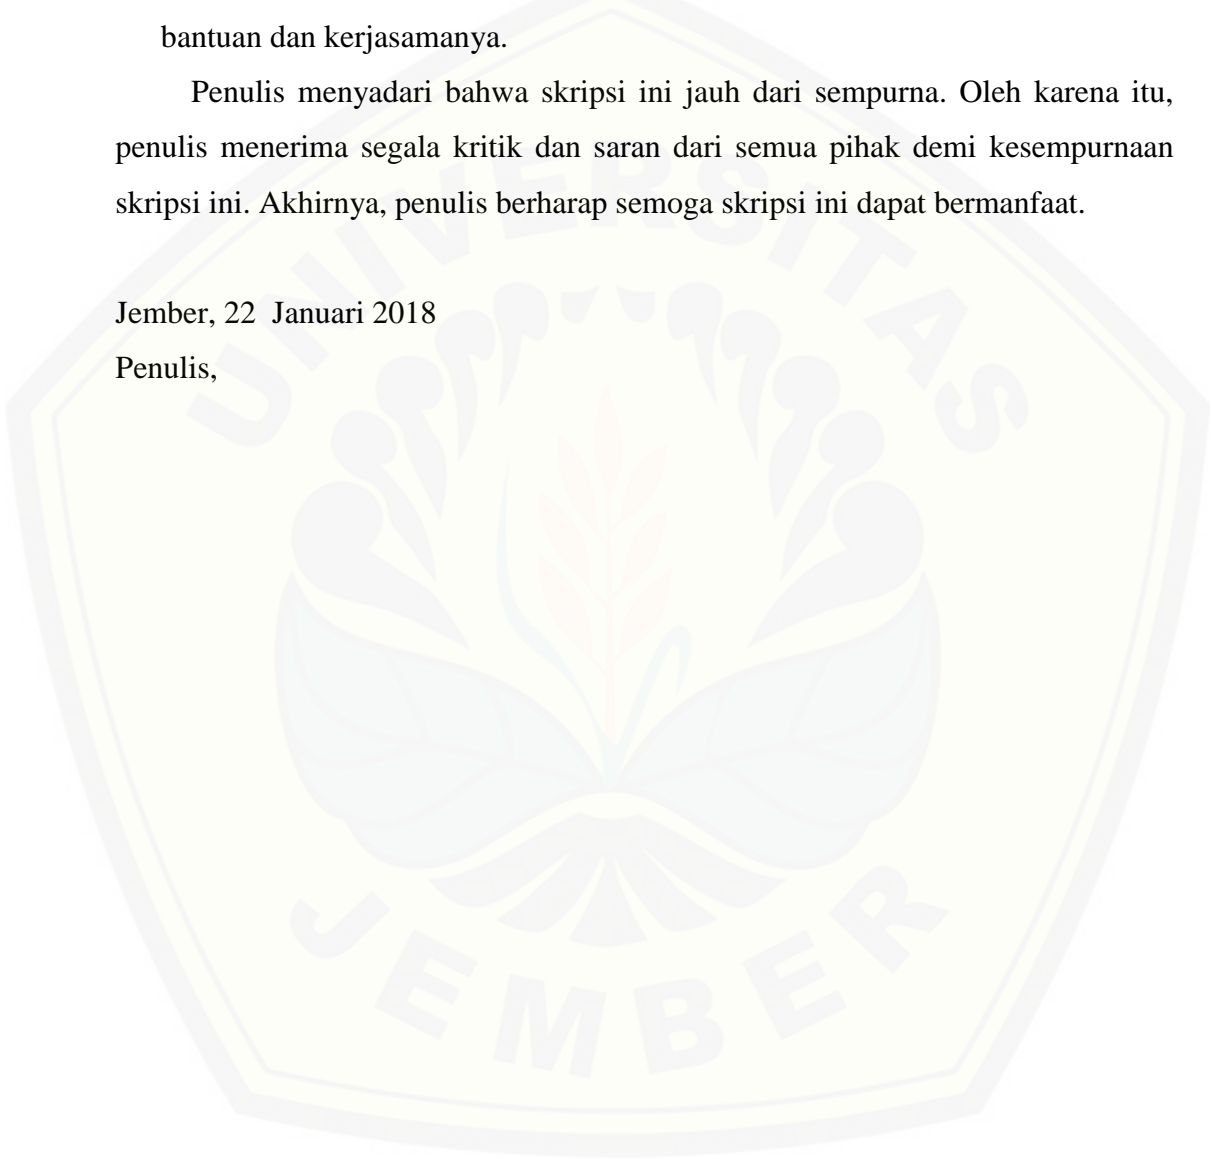 bantuan dan kerjasamanya.
Penulis menyadari bahwa skripsi ini jauh dari sempurna. Oleh karena itu,
penulis menerima segala kritik dan saran dari semua pihak demi kesempurnaan
skripsi ini. Akhirnya, penulis berharap semoga skripsi ini dapat bermanfaat.
Jember, 22  Januari 2018
Penulis,
UNIVERSITAS
JEMBER